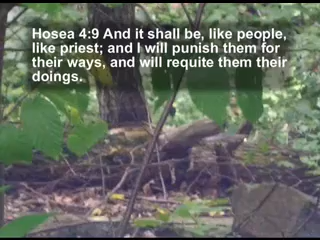 Hosea 4:9 And it shall be, like people,
like priest; and I will punish them for
their ways, and will requite them their
doings.